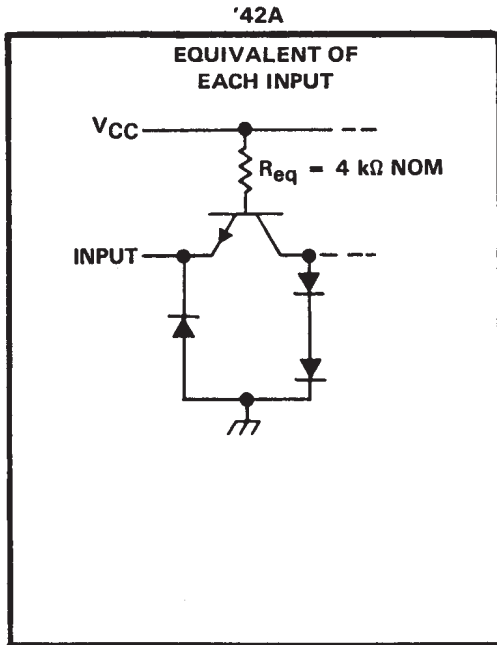 '42A
EQUIVALENT OF
EACH INPUT
VCC
Req = 4 kΩ NOM
INPUT